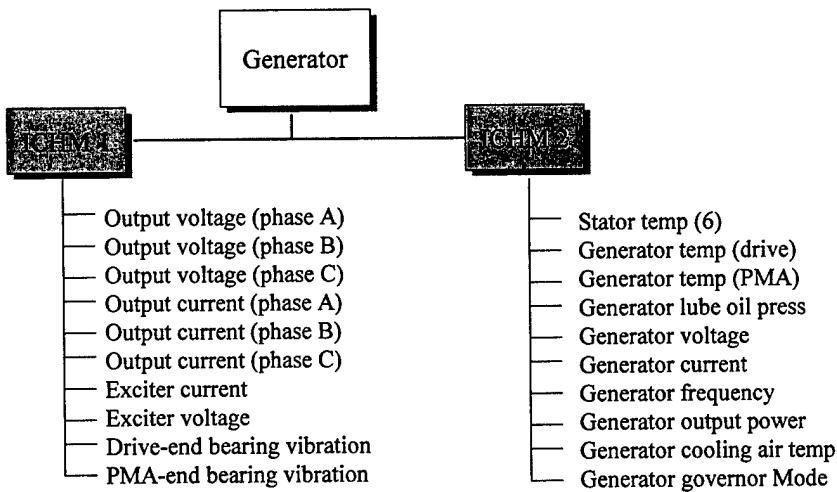 Generator
ICHM 1
ICHM 2
Output voltage (phase A)
Output voltage (phase B)
Output voltage (phase C)
Output current (phase A)
Output current (phase B)
Output current (phase C)
Exciter current
Exciter voltage
Drive-end bearing vibration
PMA-end bearing vibration
Stator temp (6)
Generator temp (drive)
Generator temp (PMA)
Generator lube oil press
Generator voltage
Generator current
Generator frequency
Generator output power
Generator cooling air temp
Generator governor Mode